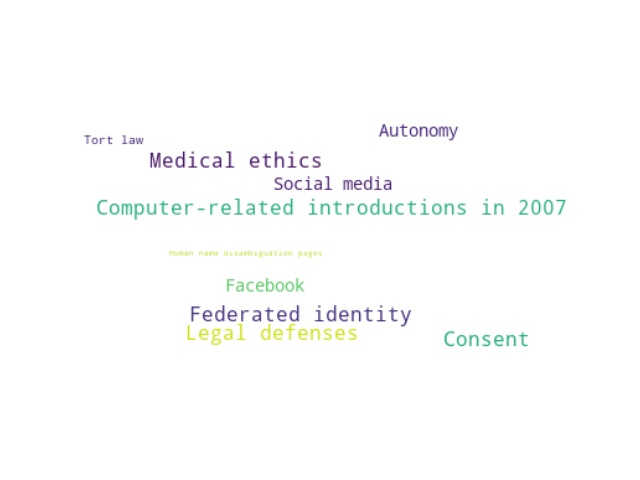 Autonomy
Tort law
Medical ethics
Social media
Computer-related introductions in 2007
Human name disambiguation pages
Facebook
Federated identity
Legal defenses
Consent